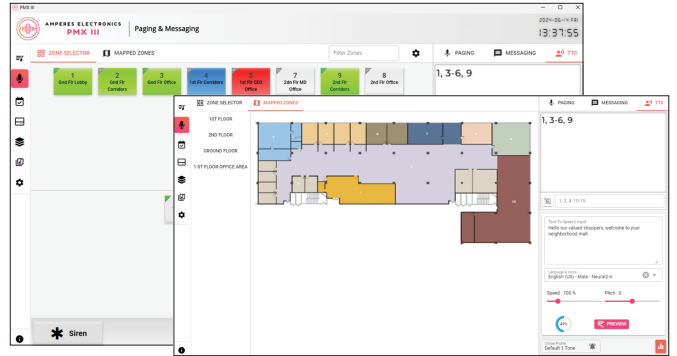 PMX III
AMPERES ELECTRONICS
PMX III
Paging & Messaging
2024-06-14 FRI
13:37:55
ZONE SELECTOR
MAPPED ZONES
Filter Zones
PAGING
MESSAGING
TTS
1
Gnd Flr Lobby
2
Gnd Flr
Corridors
3
Gnd Flr Office
4
1st Flr Corridors
5
1st Flr CEO
Office
7
2dn Flr MD
Office
9
2nd Flr
Corridors
8
2nd Flr Office
1, 3-6, 9
Siren
ZONE SELECTOR
MAPPED ZONES
PAGING
MESSAGING
TTS
1ST FLOOR
2ND FLOOR
GROUND FLOOR
1 ST FLOOR OFFICE AREA
1, 3-6, 9
1, 2, 4, 10-15
Text-To-Speech Input
Hello our valued shoppers, welcome to your
neighborhood mall.
Language & Voice
English (US) - Male - Neural2-A
Speed : 100 %
Pitch : 0
49%
PREVIEW
Chime Profile
Default 1 Tone